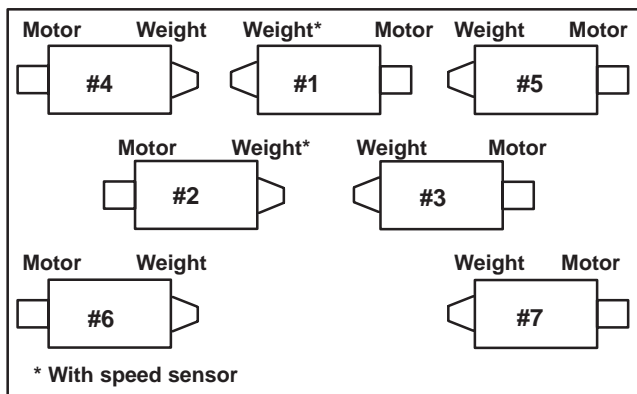 Motor Weight Weight* Motor Weight Motor
#4 #1 #5
Motor Weight* Weight Motor
#2 #3
Motor Weight Weight Motor
#6 #7
* With speed sensor